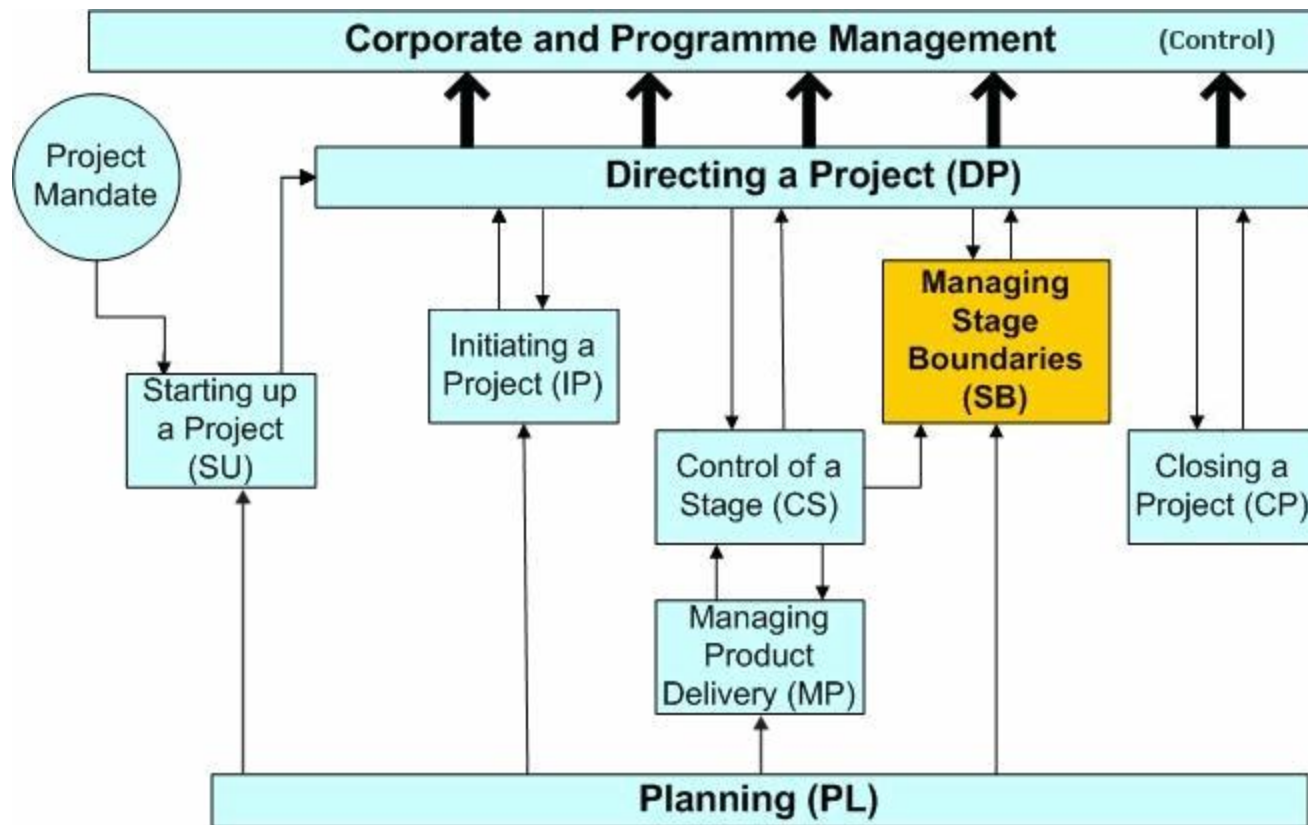 Corporate and Programme Management (Control)
Project
Mandate
Directing a Project (DP)
Starting up
a Project
(SU)
Initiating a
Project (IP)
Control of a
Stage (CS)
Managing
Stage
Boundaries
(SB)
Closing a
Project (CP)
Managing
Product
Delivery (MP)
Planning (PL)